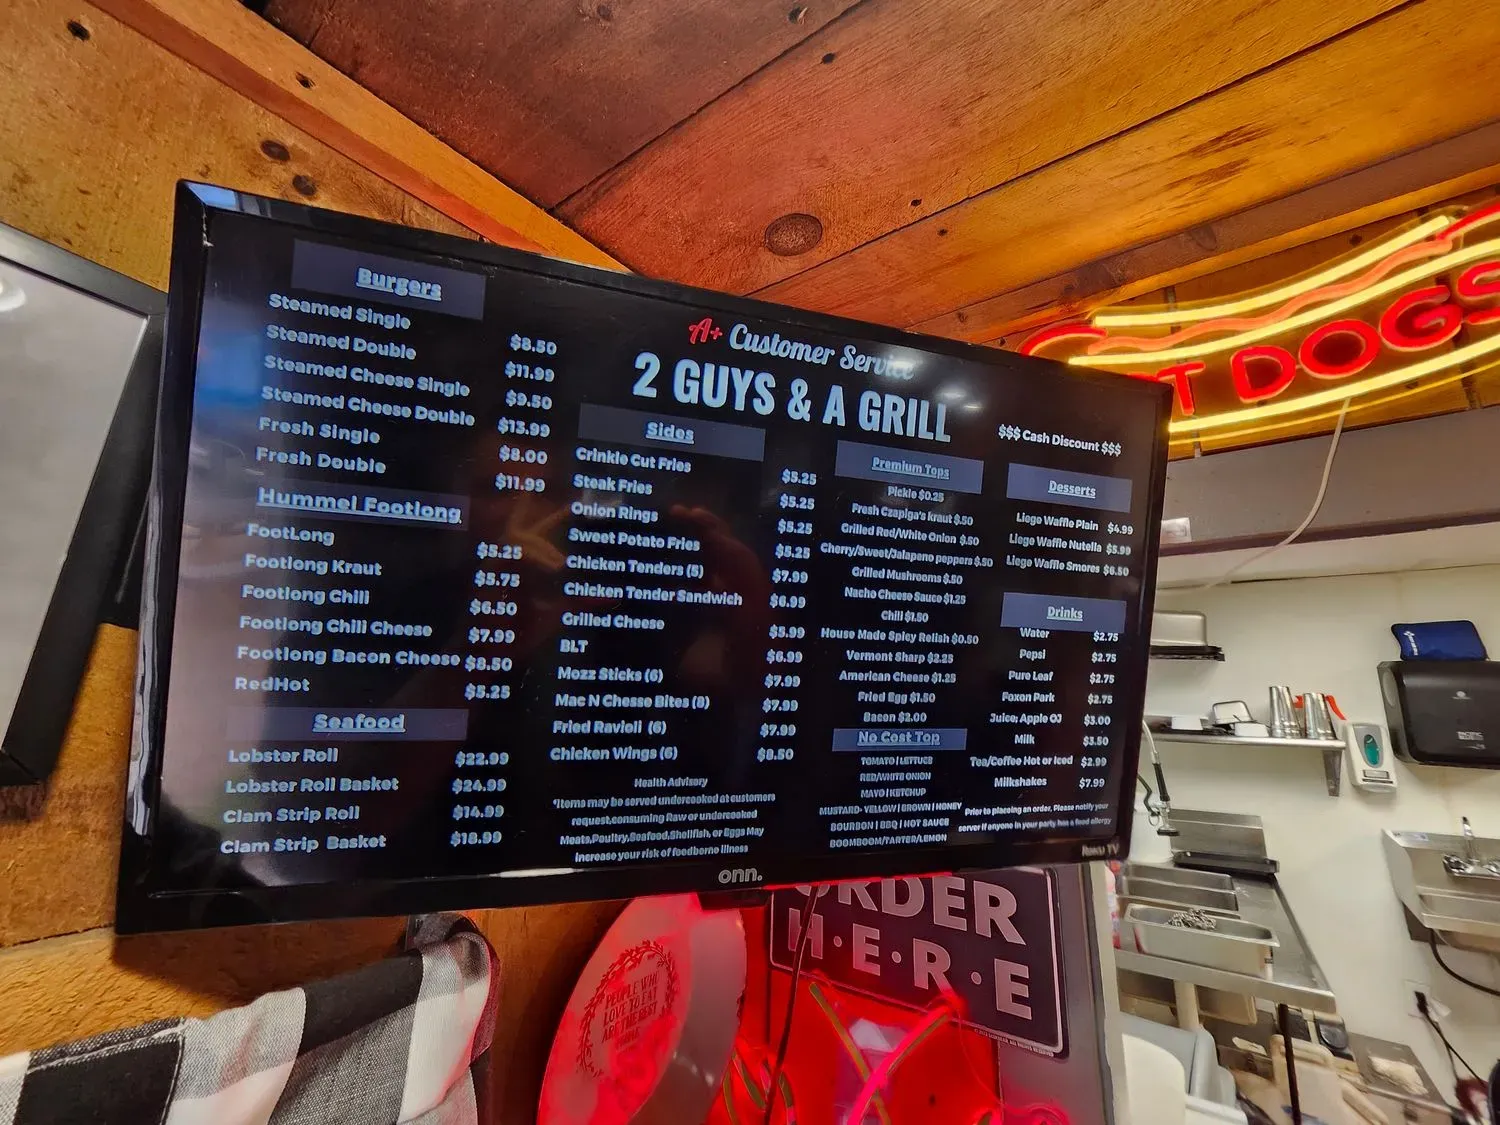 Burgers
Steamed Single $8.50
Steamed Double $11.99
Steamed Cheese Single $9.50
Steamed Cheese Double $13.99
Fresh Single $8.00
Fresh Double $11.99
Hummel Footlong
FootLong $5.25
Footlong Kraut $5.75
Footlong Chili $6.50
Footlong Chili Cheese $7.99
Footlong Bacon Cheese $8.50
RedHot $5.25
Seafood
Lobster Roll $22.99
Lobster Roll Basket $24.99
Clam Strip Roll $14.99
Clam Strip Basket $18.99
A+ Customer Service
2 GUYS & A GRILL
Sides
Crinkle Cut Fries $5.25
Steak Fries $5.25
Onion Rings $5.25
Sweet Potato Fries $5.25
Chicken Tenders (5) $7.99
Chicken Tender Sandwich $6.99
Grilled Cheese $5.99
BLT $6.99
Mozz Sticks (6) $7.99
Mac N Chesse Bites (8) $7.99
Fried Ravioli (6) $7.99
Chicken Wings (6) $8.50
Health Advisory
*Items may be served undercooked at customers
request,consuming Raw or undercooked
Meats,Poultry,Seafood,Shellfish, or Eggs May
increase your risk of foodborne illness
Premium Tops
Pickle $0.25
Fresh Czapiga's kraut $.50
Grilled Red/White Onion $.50
Cherry/Sweet/Jalapeno peppers $.50
Grilled Mushrooms $.50
Nacho Cheese Sauce $1.25
Chili $1.50
House Made Spicy Relish $0.50
Vermont Sharp $2.25
American Cheese $1.25
Fried Egg $1.50
Bacon $2.00
No Cost Top
TOMATO | LETTUCE
RED/WHITE ONION
MAYO | KETCHUP
MUSTARD- YELLOW | BROWN | HONEY
BOURBON | BBQ | HOT SAUCE
BOOMBOOM/TARTER/LEMON
$$$ Cash Discount $$$
Desserts
Liege Waffle Plain $4.99
Liege Waffle Nutella $5.99
Liege Waffle Smores $6.50
Drinks
Water $2.75
Pepsi $2.75
Pure Leaf $2.75
Foxon Park $2.75
Juice; Apple OJ $3.00
Milk $3.50
Tea/Coffee Hot or Iced $2.99
Milkshakes $7.99
Prior to placing an order, Please notify your
server if anyone in your party has a food allergy
onn.
Roku TV
T DOGS
ORDER
H·E·R·E
PEOPLE WHO
LOVE TO EAT
ARE THE BEST